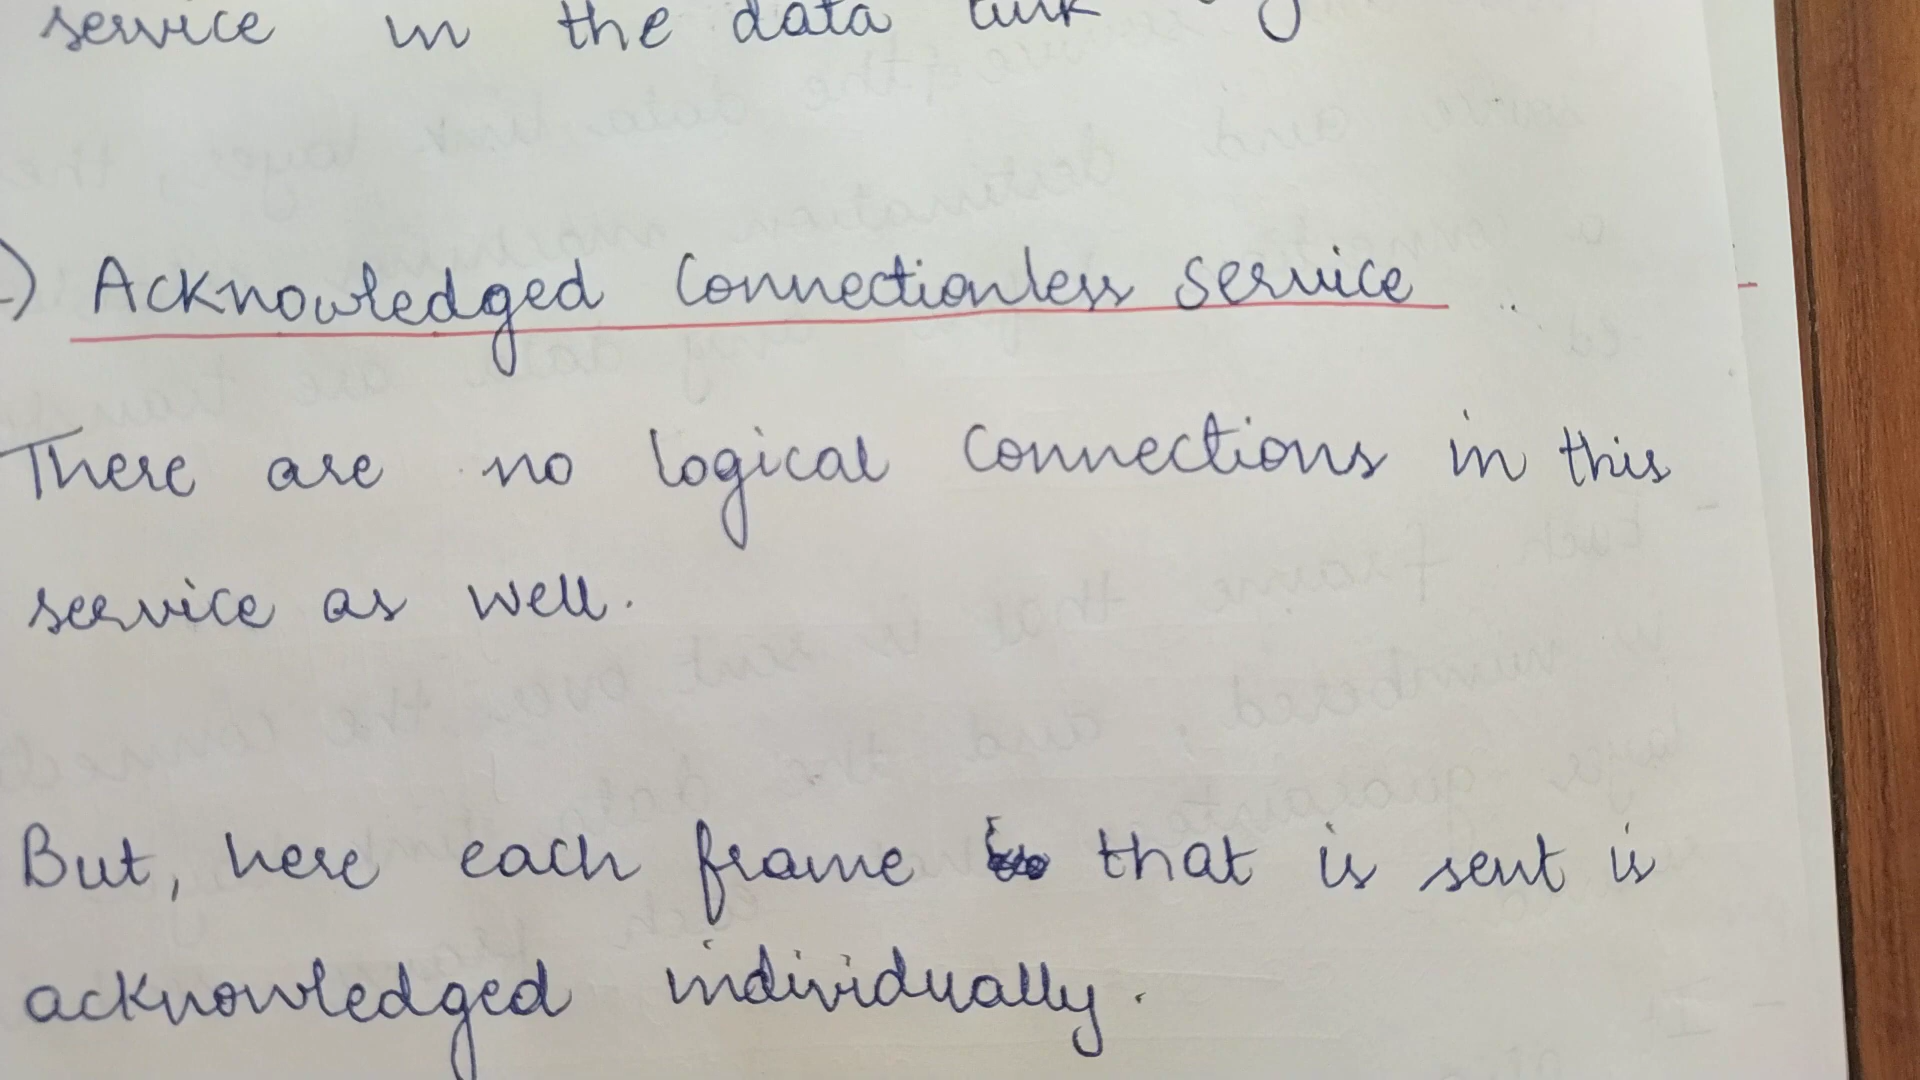 service in the data link
) Acknowledged Connectionless service
There are no logical connections in this
service as well.
But, here each frame that is sent is
acknowledged individually.